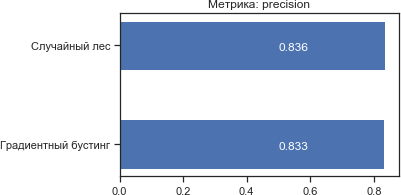 Метрика: precision
Случайный лес
0.836
Градиентный бустинг
0.833
0.0 0.2 0.4 0.6 0.8